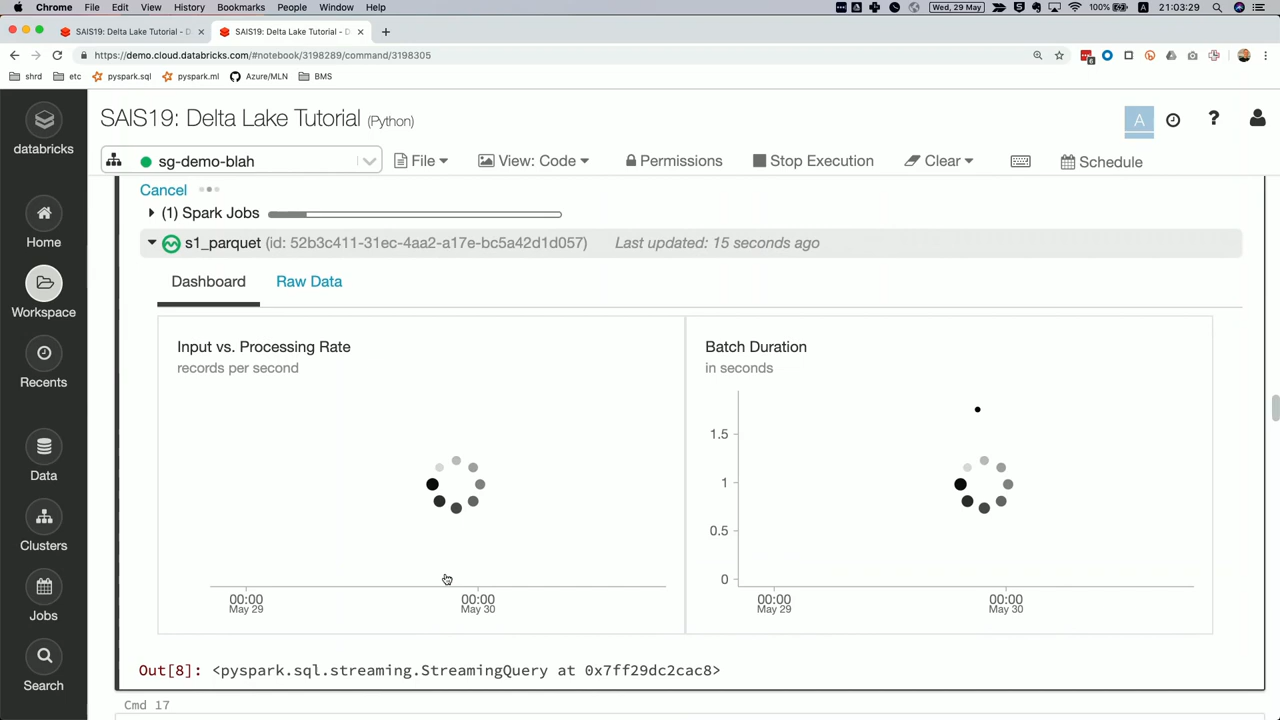 Chrome File Edit View History Bookmarks People Window Help
100% A Wed, 29 May 21:03:29
SAIS19: Delta Lake Tutorial - D
SAIS19: Delta Lake Tutorial - D
https://demo.cloud.databricks.com/#notebook/3198289/command/3198305
shrd etc pyspark.sql pyspark.ml Azure/MLN BMS
databricks
Home
Workspace
Recents
Data
Clusters
Jobs
Search
SAIS19: Delta Lake Tutorial (Python)
A ?
sg-demo-blah File View: Code Permissions Stop Execution Clear Schedule
Cancel
(1) Spark Jobs
s1_parquet (id: 52b3c411-31ec-4aa2-a17e-bc5a42d1d057) Last updated: 15 seconds ago
Dashboard Raw Data
Input vs. Processing Rate
records per second
00:00 00:00
May 29 May 30
Batch Duration
in seconds
1.5
1
0.5
0
00:00 00:00
May 29 May 30
Out[8]: <pyspark.sql.streaming.StreamingQuery at 0x7ff29dc2cac8>
Cmd 17